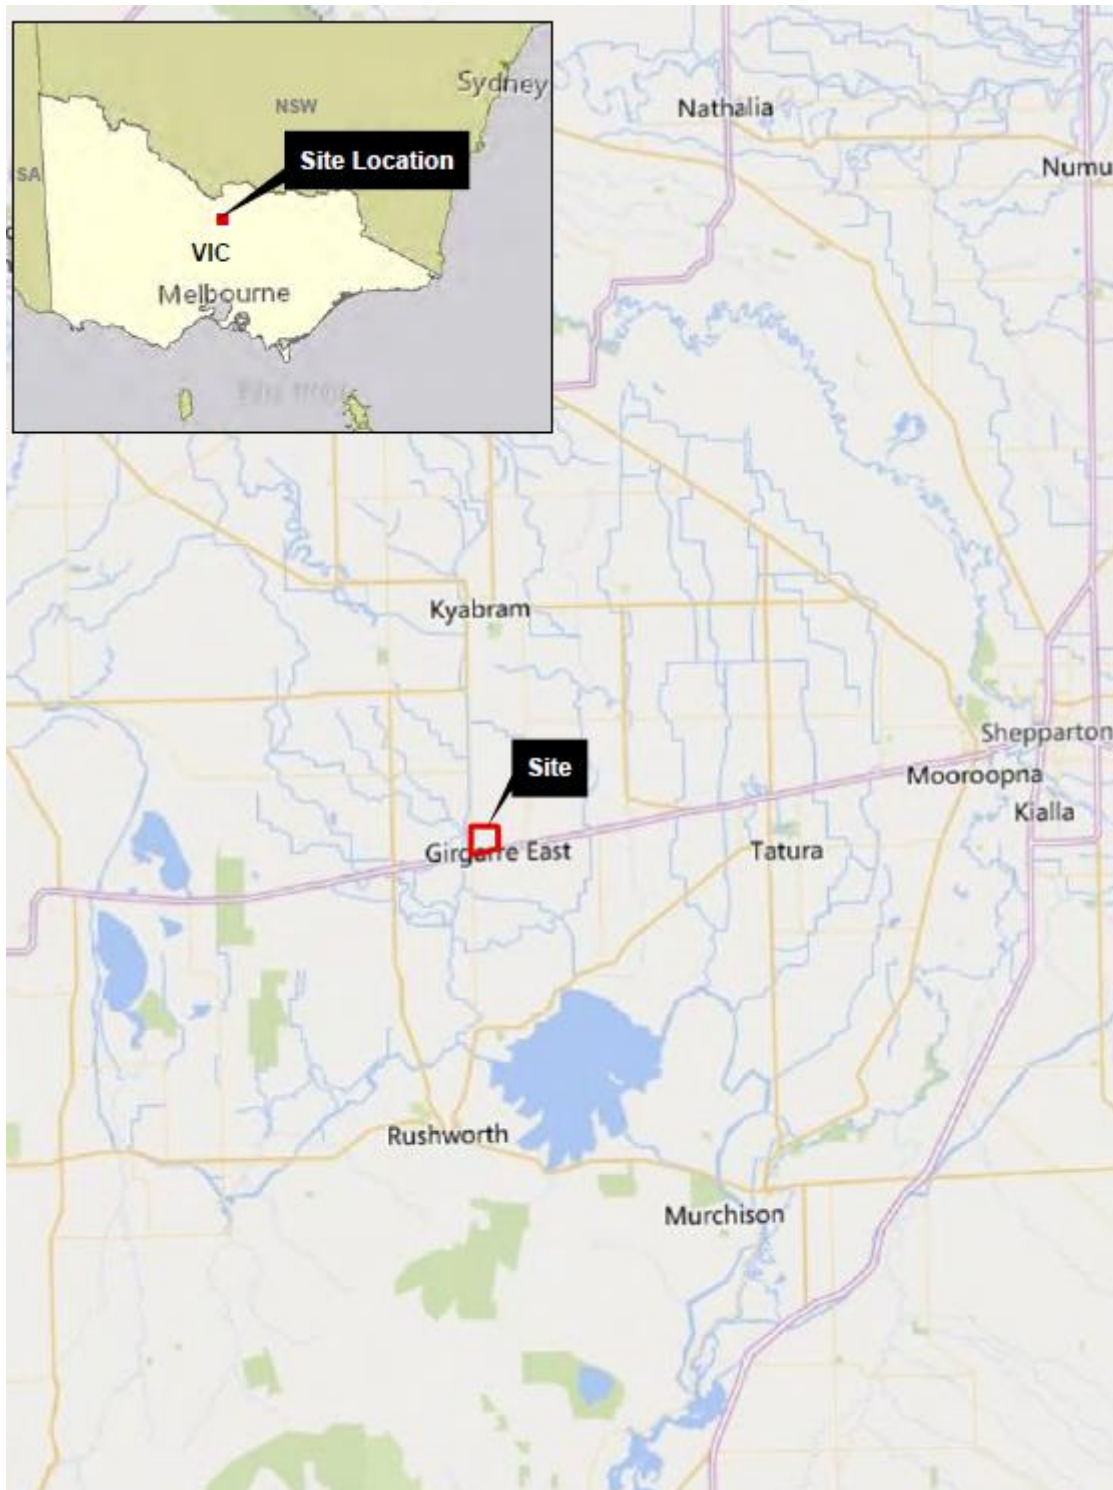 Sydney
NSW
Site Location
SA
VIC
Melbourne
Nathalia
Numu
Kyabram
Shepparton
Site
Mooroopna
Kialla
Girgarre East
Tatura
Rushworth
Murchison